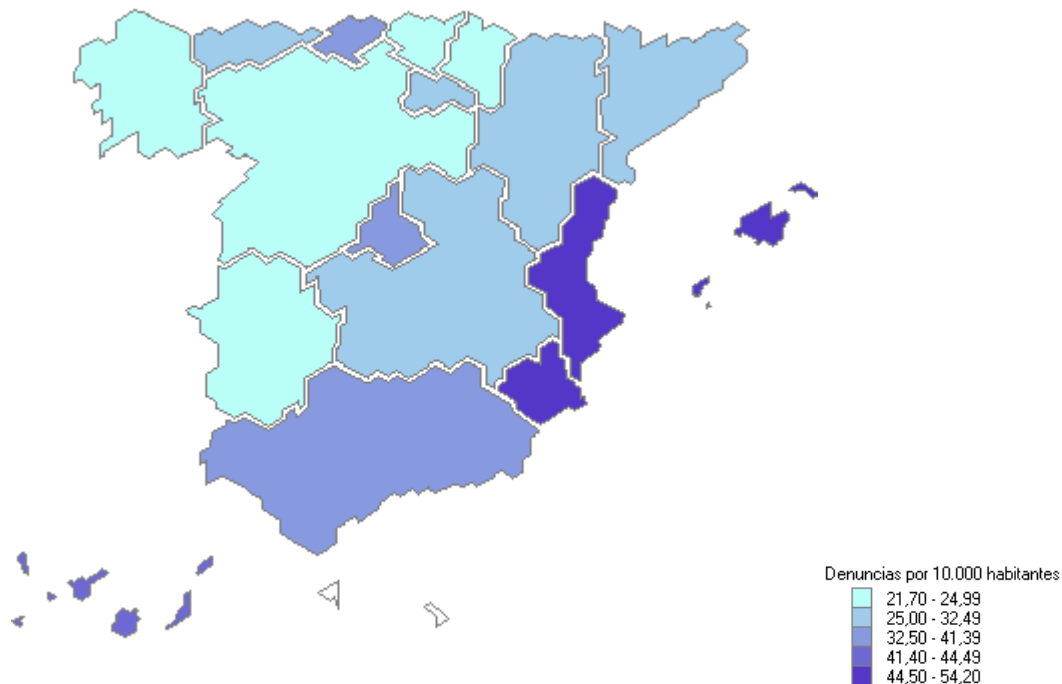 Denuncias por 10.000 habitantes
21,70 - 24,99
25,00 - 32,49
32,50 - 41,39
41,40 - 44,49
44,50 - 54,20